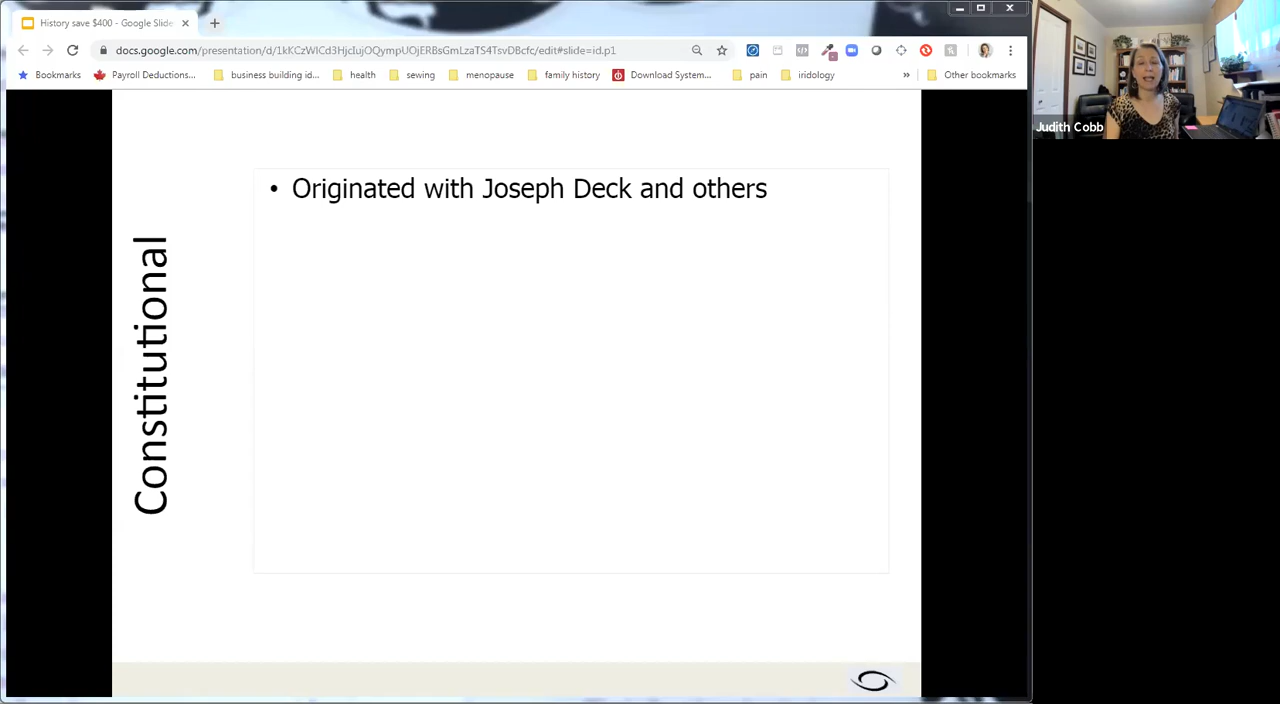 History save $400 - Google Slide
docs.google.com/presentation/d/1kKCzWlCd3HjcIujOQympUOjERBsGmLzaTS4TsvDBcfc/edit#slide=id.p1
Bookmarks
Payroll Deductions...
business building id...
health
sewing
menopause
family history
Download System...
pain
iridology
»
Other bookmarks
Judith Cobb
Constitutional
• Originated with Joseph Deck and others